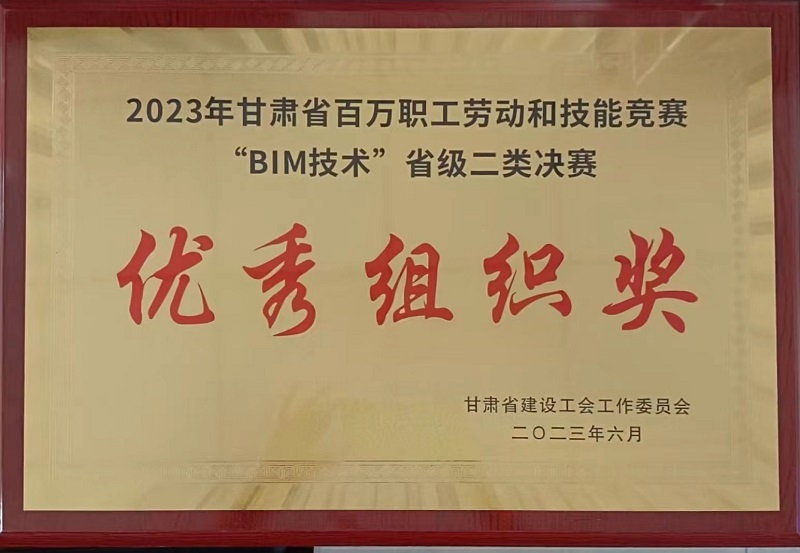 2023年甘肃省百万职工劳动和技能竞赛
“BIM技术”省级二类决赛
优秀组织奖
甘肃省建设工会工作委员会
二〇二三年六月